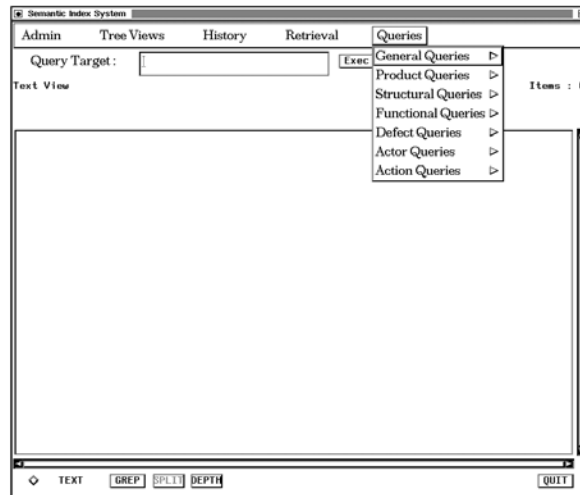 Semantic Index System
Admin Tree Views History Retrieval Queries
Query Target : Exec General Queries
Product Queries
Text View Items :
Structural Queries
Functional Queries
Defect Queries
Actor Queries
Action Queries
TEXT GREP SPLIT DEPTH QUIT